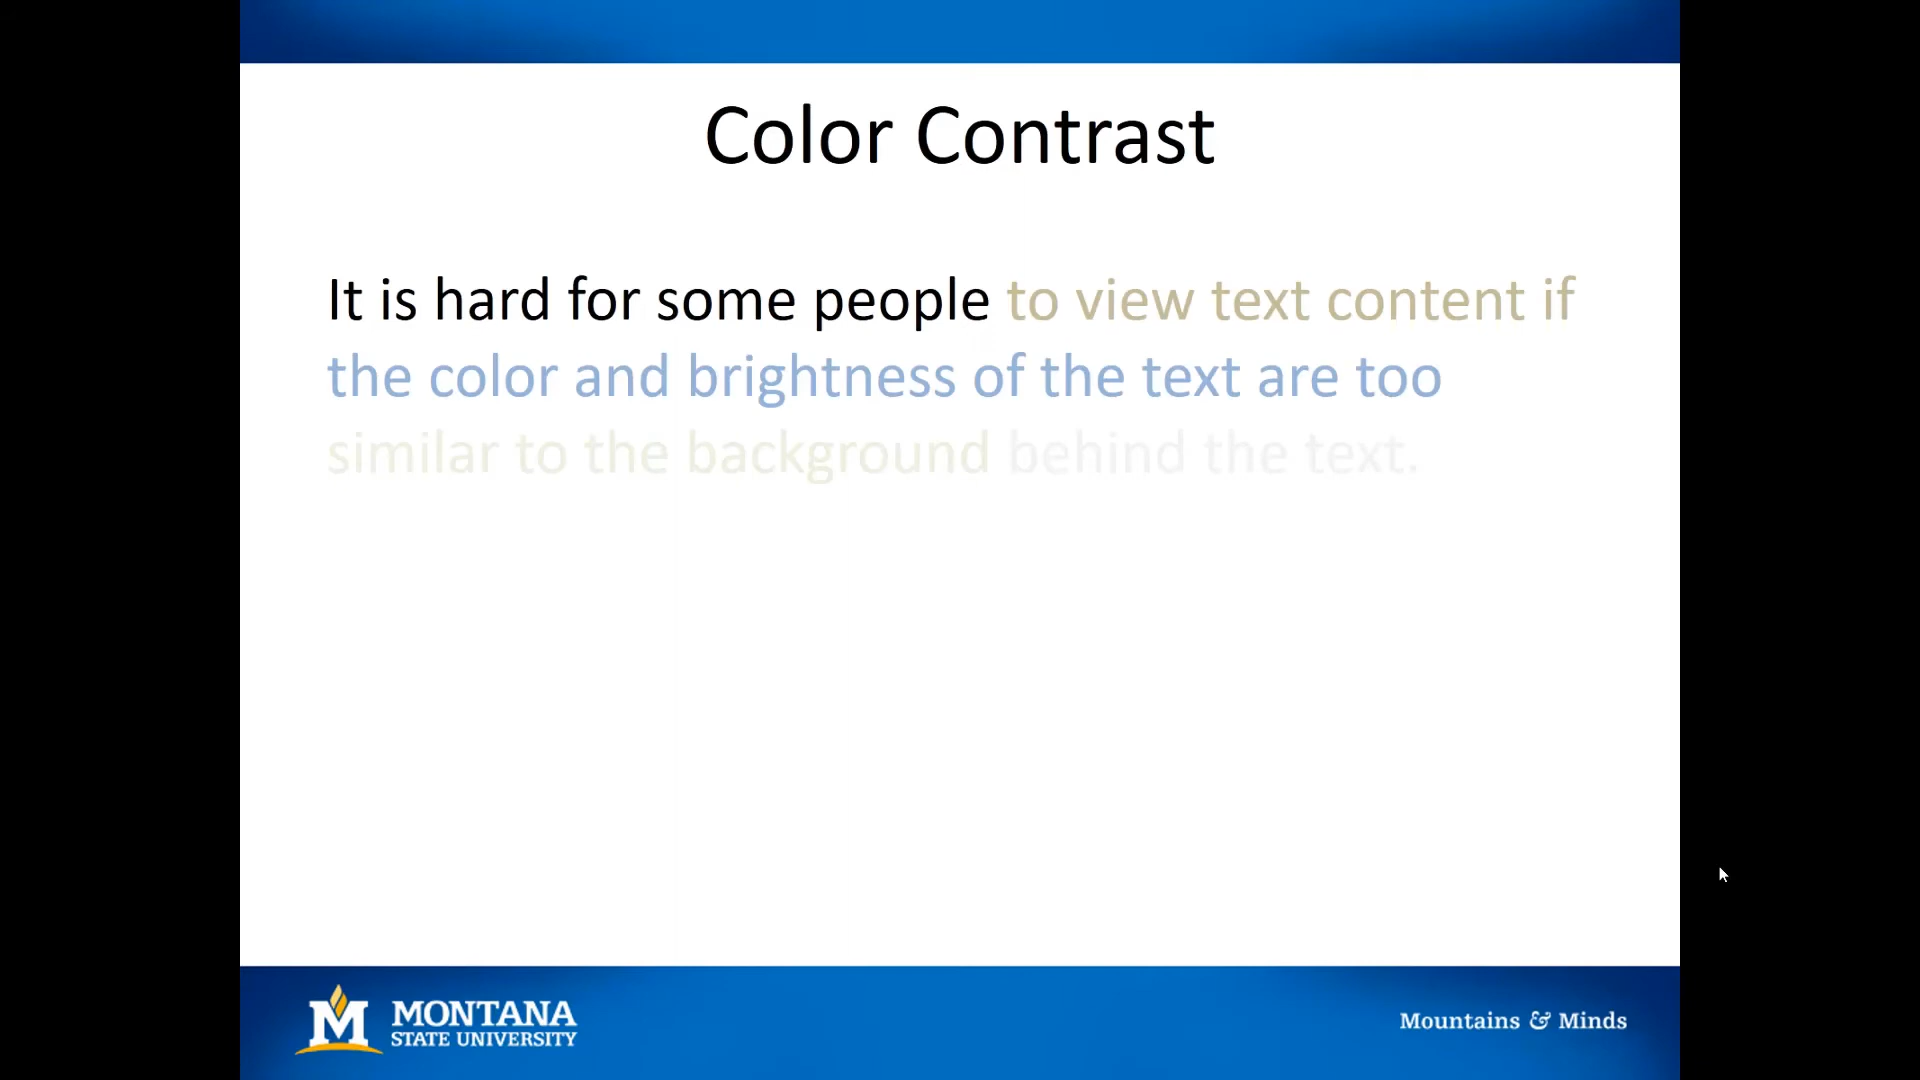 Color Contrast
It is hard for some people to view text content if
the color and brightness of the text are too
similar to the background behind the text.
M MONTANA
STATE UNIVERSITY
Mountains & Minds